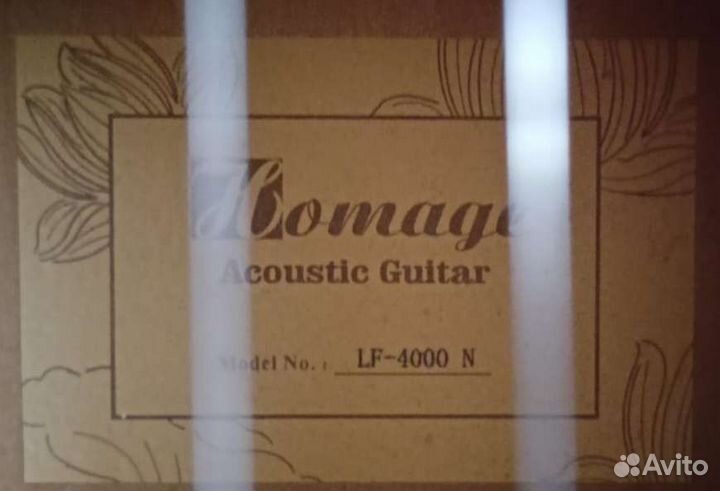 Homage
Acoustic Guitar
Model No. : LF-4000 N
Avito